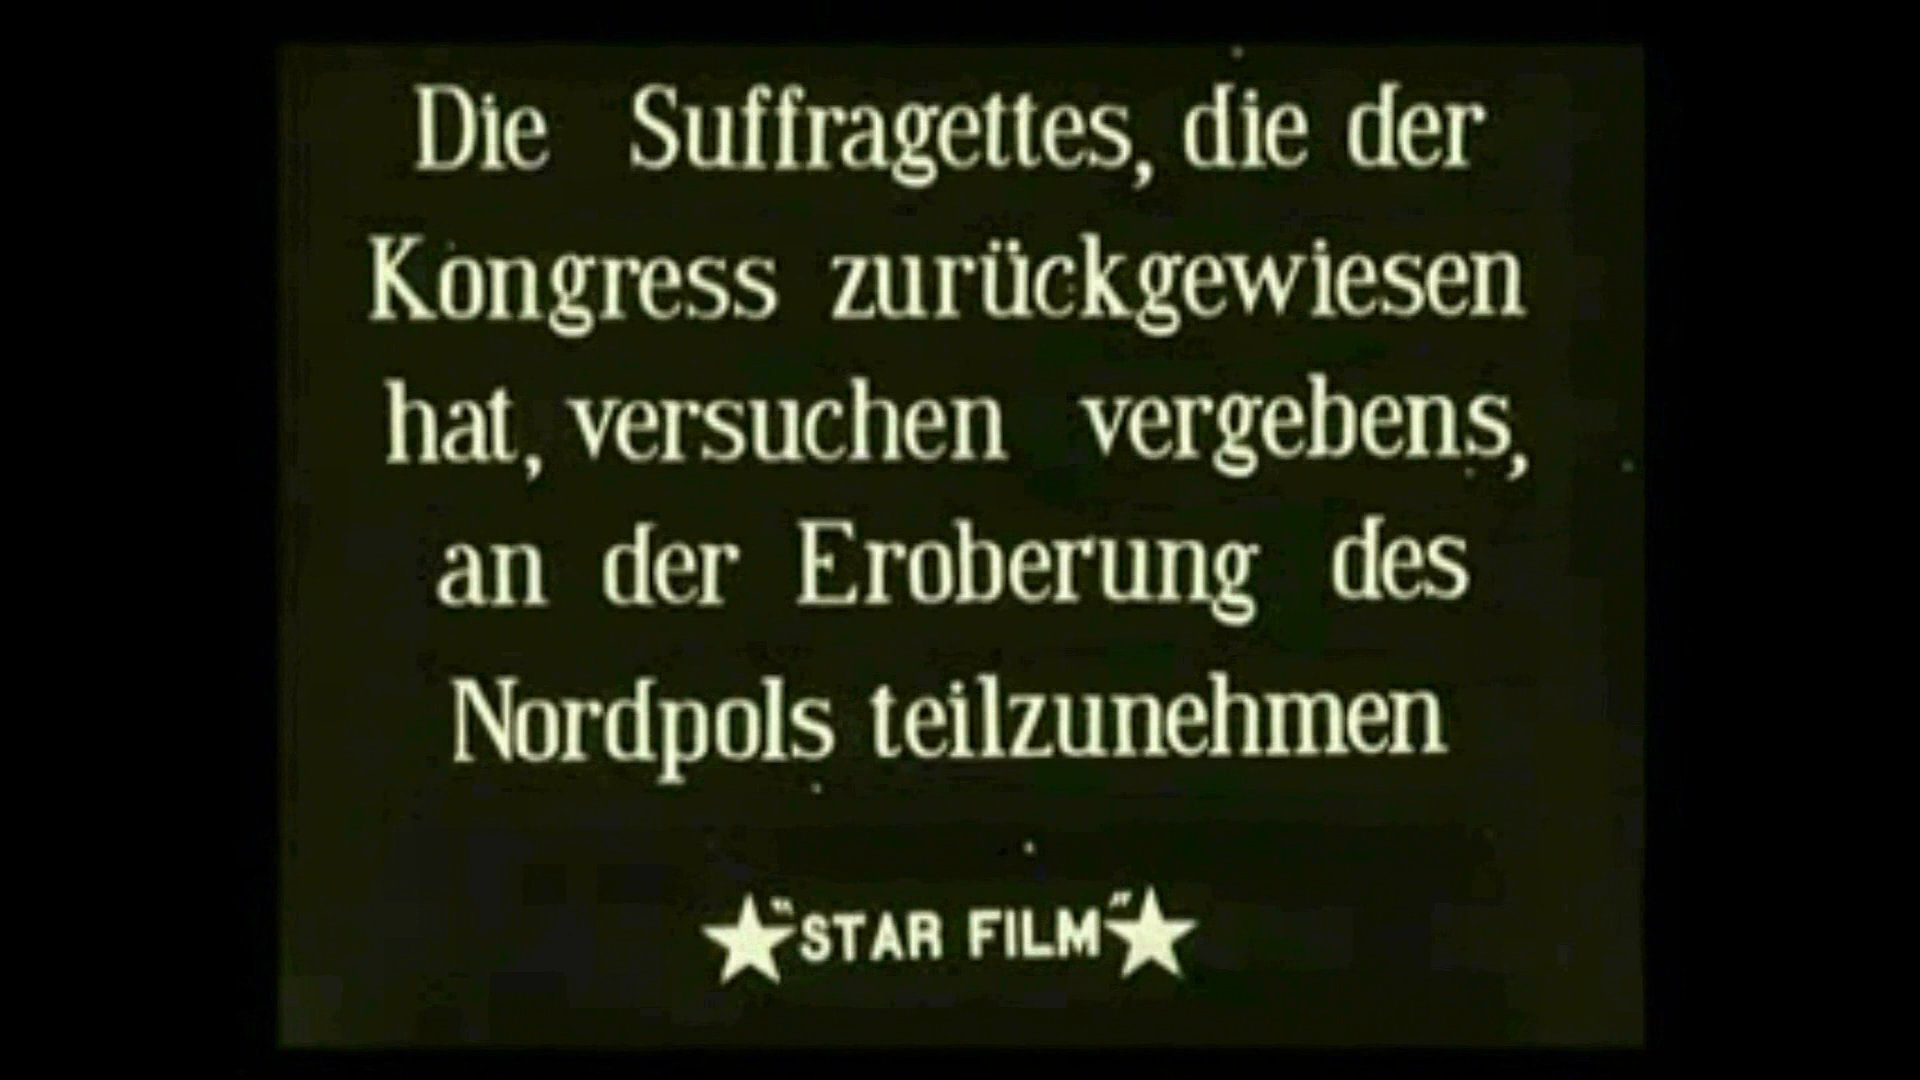 Die Suffragettes, die der
Kongress zurückgewiesen
hat, versuchen vergebens,
an der Eroberung des
Nordpols teilzunehmen
"STAR FILM"